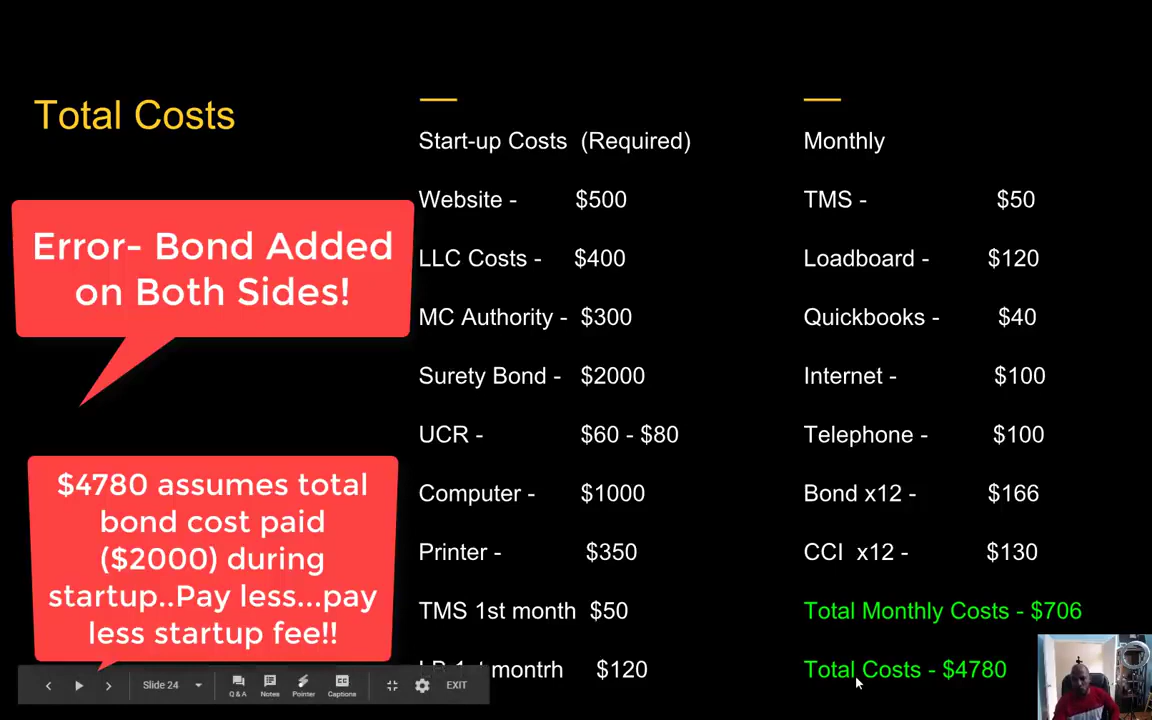 Total Costs
Error- Bond Added
on Both Sides!
$4780 assumes total
bond cost paid
($2000) during
startup..Pay less...pay
less startup fee!!
Start-up Costs (Required)
Website - $500
LLC Costs - $400
MC Authority - $300
Surety Bond - $2000
UCR - $60 - $80
Computer - $1000
Printer - $350
TMS 1st month $50
montrh $120
Monthly
TMS - $50
Loadboard - $120
Quickbooks - $40
Internet - $100
Telephone - $100
Bond x12 - $166
CCI x12 - $130
Total Monthly Costs - $706
Total Costs - $4780
Slide 24
Q & A
Notes
Pointer
Captions
EXIT